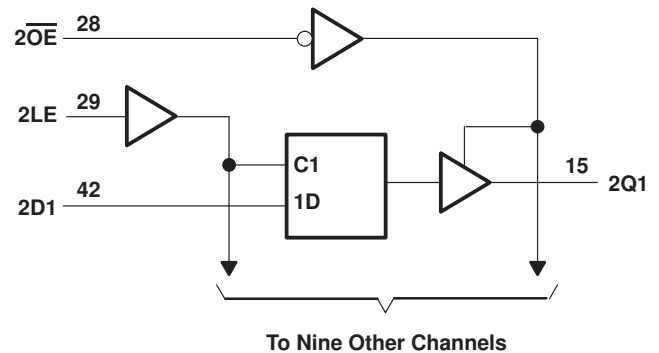 2OE 28
2LE 29
C1
15
2Q1
2D1 42
1D
To Nine Other Channels